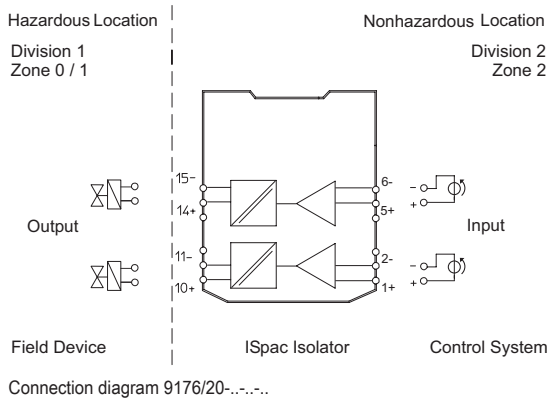 Hazardous Location
Nonhazardous Location
Division 1
Zone 0 / 1
Division 2
Zone 2
15-
6-
-
14+
5+
+
Output
Input
11-
2-
-
10+
1+
+
Field Device
ISpac Isolator
Control System
Connection diagram 9176/20-..-..-..